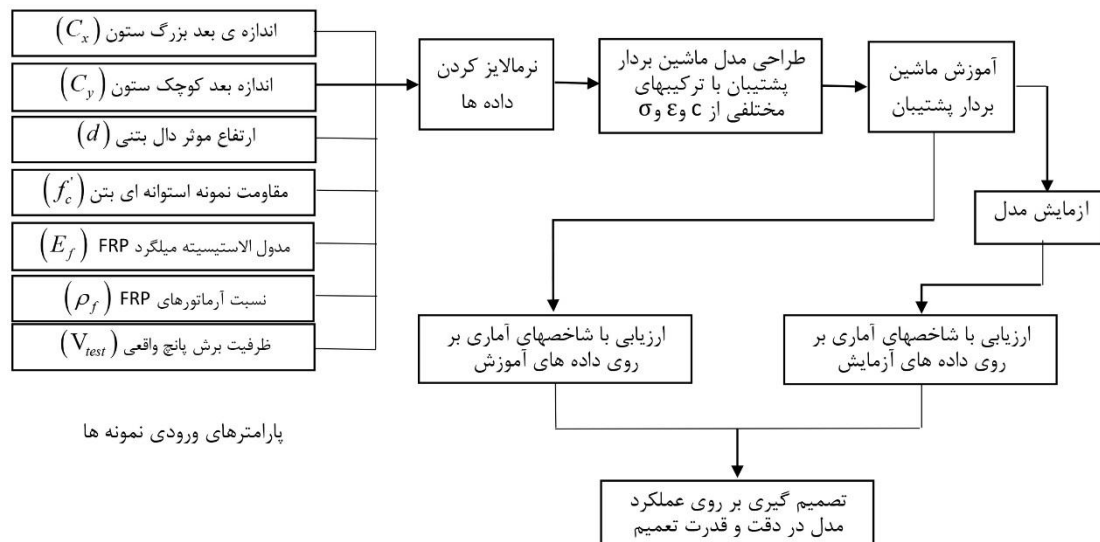 اندازه ی بعد بزرگ ستون (C_x)
اندازه بعد کوچک ستون (C_y)
ارتفاع موثر دال بتنی (d)
مقاومت نمونه استوانه ای بتن (f'_c)
مدول الاستیسیته میلگرد FRP (E_f)
نسبت آرماتورهای FRP (ρ_f)
ظرفیت برش پانچ واقعی (V_test)
پارامترهای ورودی نمونه ها
نرمالایز کردن
داده ها
طراحی مدل ماشین بردار
پشتیبان با ترکیبهای
مختلفی از c و ε و σ
آموزش ماشین
بردار پشتیبان
ازمایش مدل
ارزیابی با شاخصهای آماری بر
روی داده های آموزش
ارزیابی با شاخصهای آماری بر
روی داده های آزمایش
تصمیم گیری بر روی عملکرد
مدل در دقت و قدرت تعمیم